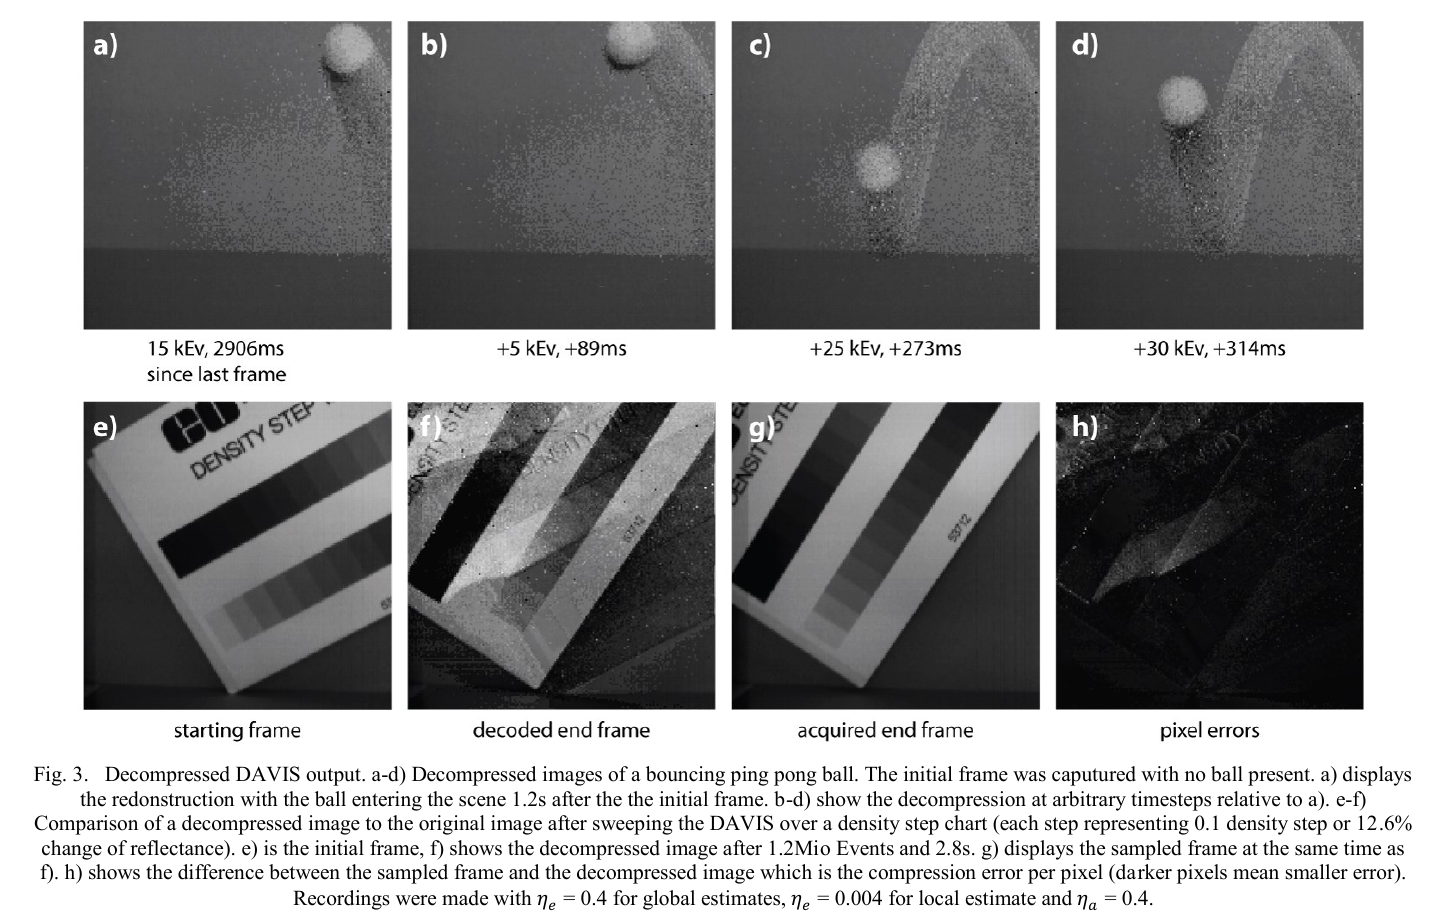 a)
b)
c)
d)
15 kEv, 2906ms
since last frame
+5 kEv, +89ms
+25 kEv, +273ms
+30 kEv, +314ms
e)
DENSITY STEP
f)
g)
53712
53712
h)
starting frame
decoded end frame
acquired end frame
pixel errors
Fig. 3. Decompressed DAVIS output. a-d) Decompressed images of a bouncing ping pong ball. The initial frame was caputured with no ball present. a) displays
the redonstruction with the ball entering the scene 1.2s after the the initial frame. b-d) show the decompression at arbitrary timesteps relative to a). e-f)
Comparison of a decompressed image to the original image after sweeping the DAVIS over a density step chart (each step representing 0.1 density step or 12.6%
change of reflectance). e) is the initial frame, f) shows the decompressed image after 1.2Mio Events and 2.8s. g) displays the sampled frame at the same time as
f). h) shows the difference between the sampled frame and the decompressed image which is the compression error per pixel (darker pixels mean smaller error).
Recordings were made with ηₑ = 0.4 for global estimates, ηₑ = 0.004 for local estimate and ηₐ = 0.4.